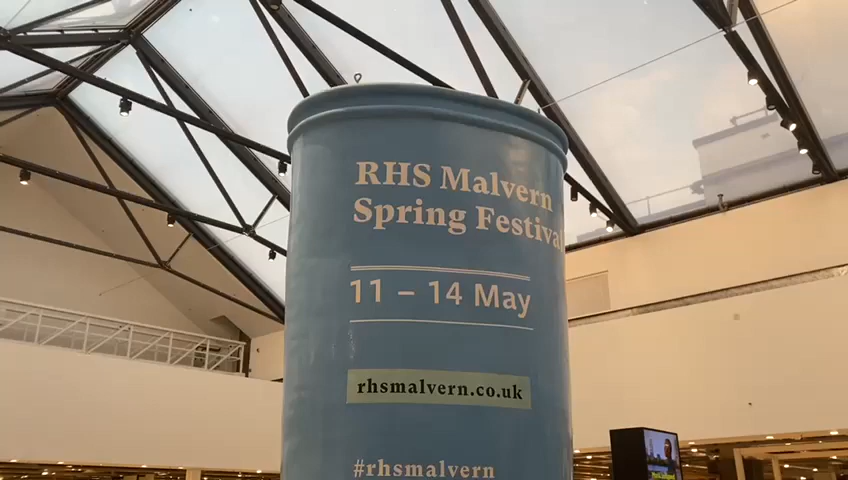 RHS Malvern
Spring Festival
11 – 14 May
rhsmalvern.co.uk
#rhsmalvern